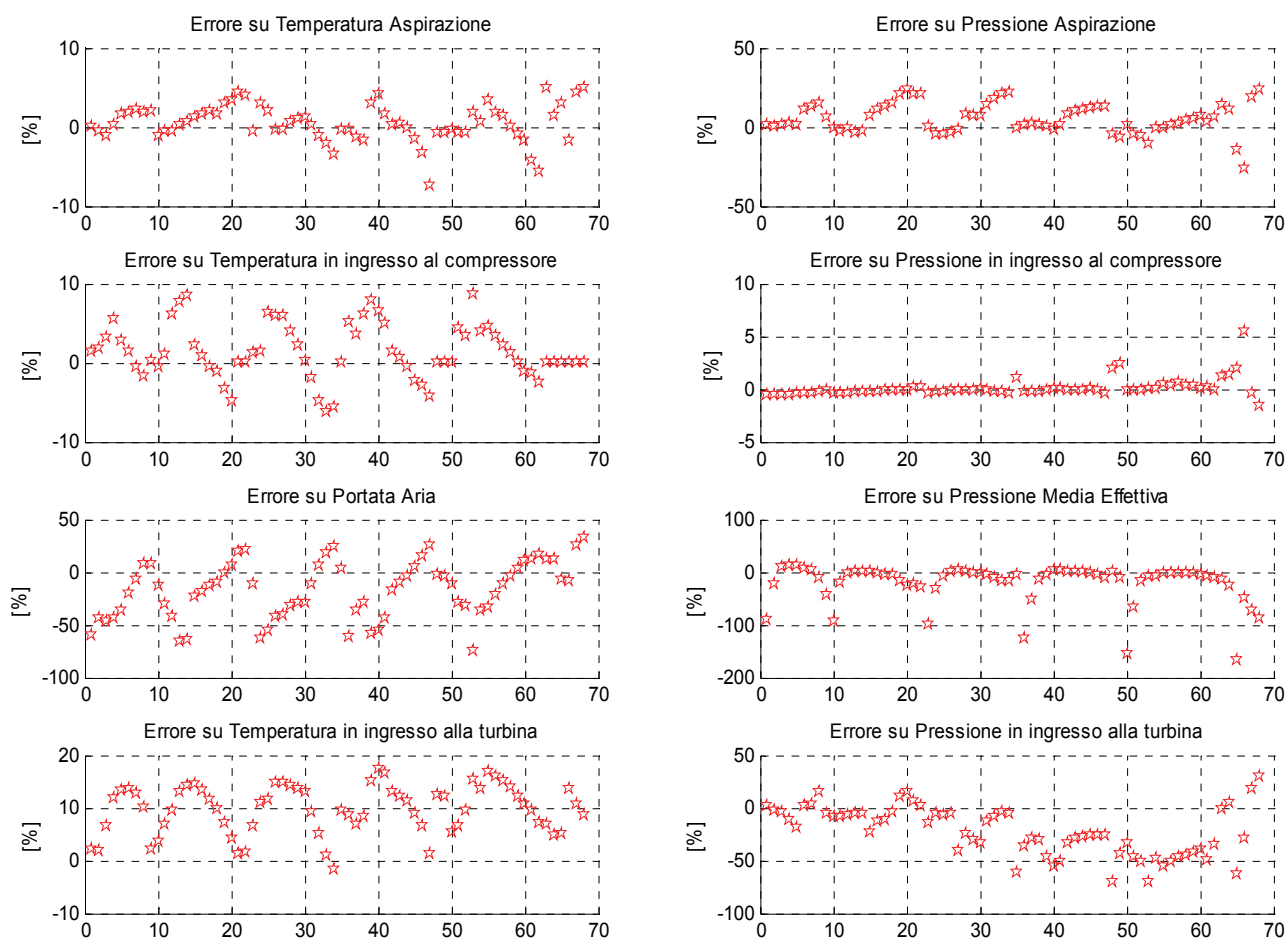 Errore su Temperatura Aspirazione
10
0
-10
[%]
0 10 20 30 40 50 60 70
Errore su Pressione Aspirazione
50
0
-50
[%]
0 10 20 30 40 50 60 70
Errore su Temperatura in ingresso al compressore
10
0
-10
[%]
0 10 20 30 40 50 60 70
Errore su Pressione in ingresso al compressore
10
5
0
-5
[%]
0 10 20 30 40 50 60 70
Errore su Portata Aria
50
0
-50
-100
[%]
0 10 20 30 40 50 60 70
Errore su Pressione Media Effettiva
100
0
-100
-200
[%]
0 10 20 30 40 50 60 70
Errore su Temperatura in ingresso alla turbina
20
10
0
-10
[%]
0 10 20 30 40 50 60 70
Errore su Pressione in ingresso alla turbina
50
0
-50
-100
[%]
0 10 20 30 40 50 60 70